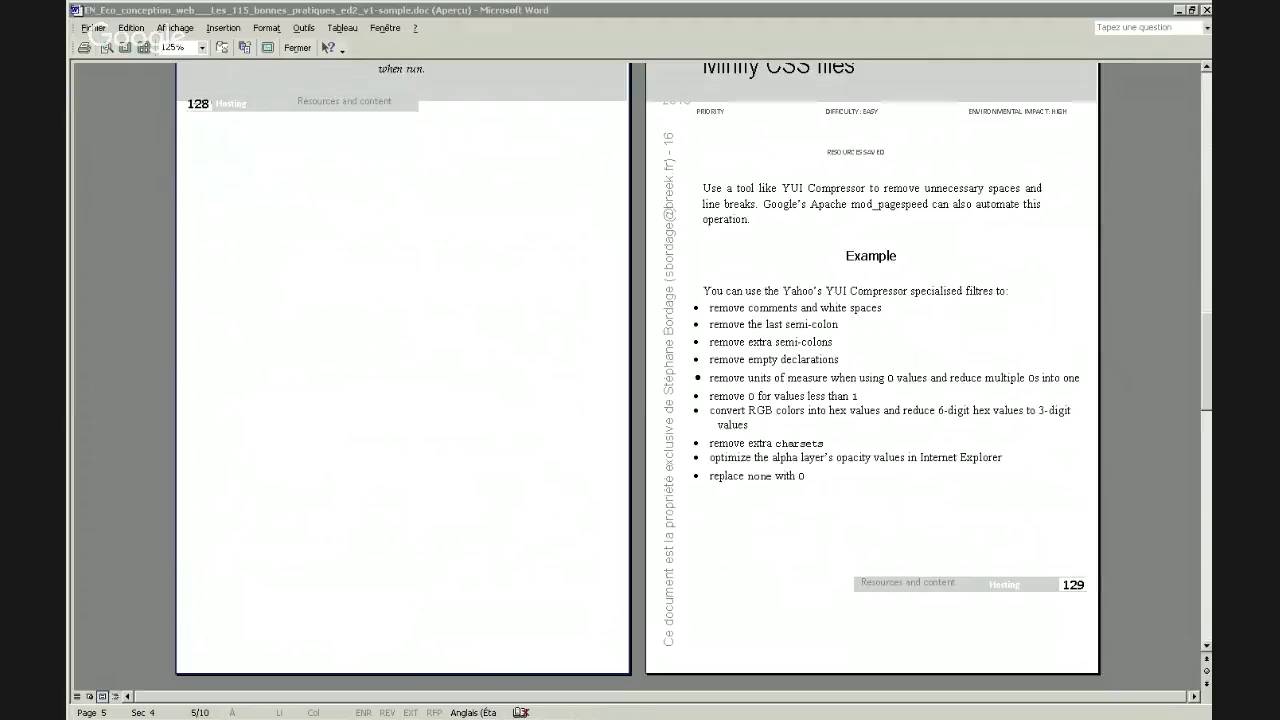 EN_Eco_conception_web___Les_115_bonnes_pratiques_ed2_v1-sample.doc (Aperçu) - Microsoft Word
Fichier Edition Affichage Insertion Format Outils Tableau Fenêtre ?
Tapez une question
Google
125% Fermer
when run.
128 Hosting Resources and content
Minify CSS files
PRIORITY DIFFICULTY: EASY ENVIRONMENTAL IMPACT: HIGH
RESOURCES SAVED
Use a tool like YUI Compressor to remove unnecessary spaces and
line breaks. Google's Apache mod_pagespeed can also automate this
operation.
Example
You can use the Yahoo's YUI Compressor specialised filtres to:
• remove comments and white spaces
• remove the last semi-colon
• remove extra semi-colons
• remove empty declarations
• remove units of measure when using 0 values and reduce multiple 0s into one
• remove 0 for values less than 1
• convert RGB colors into hex values and reduce 6-digit hex values to 3-digit
values
• remove extra charsets
• optimize the alpha layer's opacity values in Internet Explorer
• replace none with 0
Resources and content Hosting 129
Ce document est la propriété exclusive de Stéphane Bordage (sbordage@breek.fr) - 16
Page 5 Sec 4 5/10 À Li Col ENR REV EXT RFP Anglais (Éta